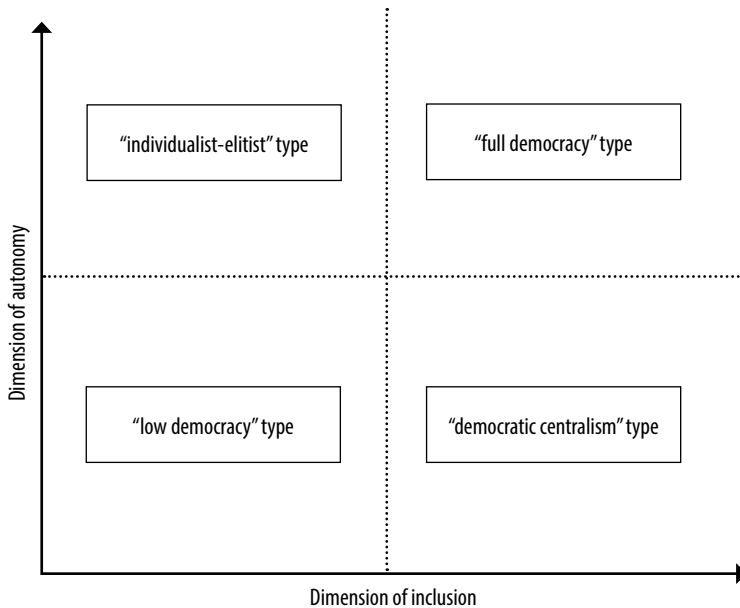 “individualist-elitist” type
“full democracy” type
Dimension of autonomy
“low democracy” type
“democratic centralism” type
Dimension of inclusion